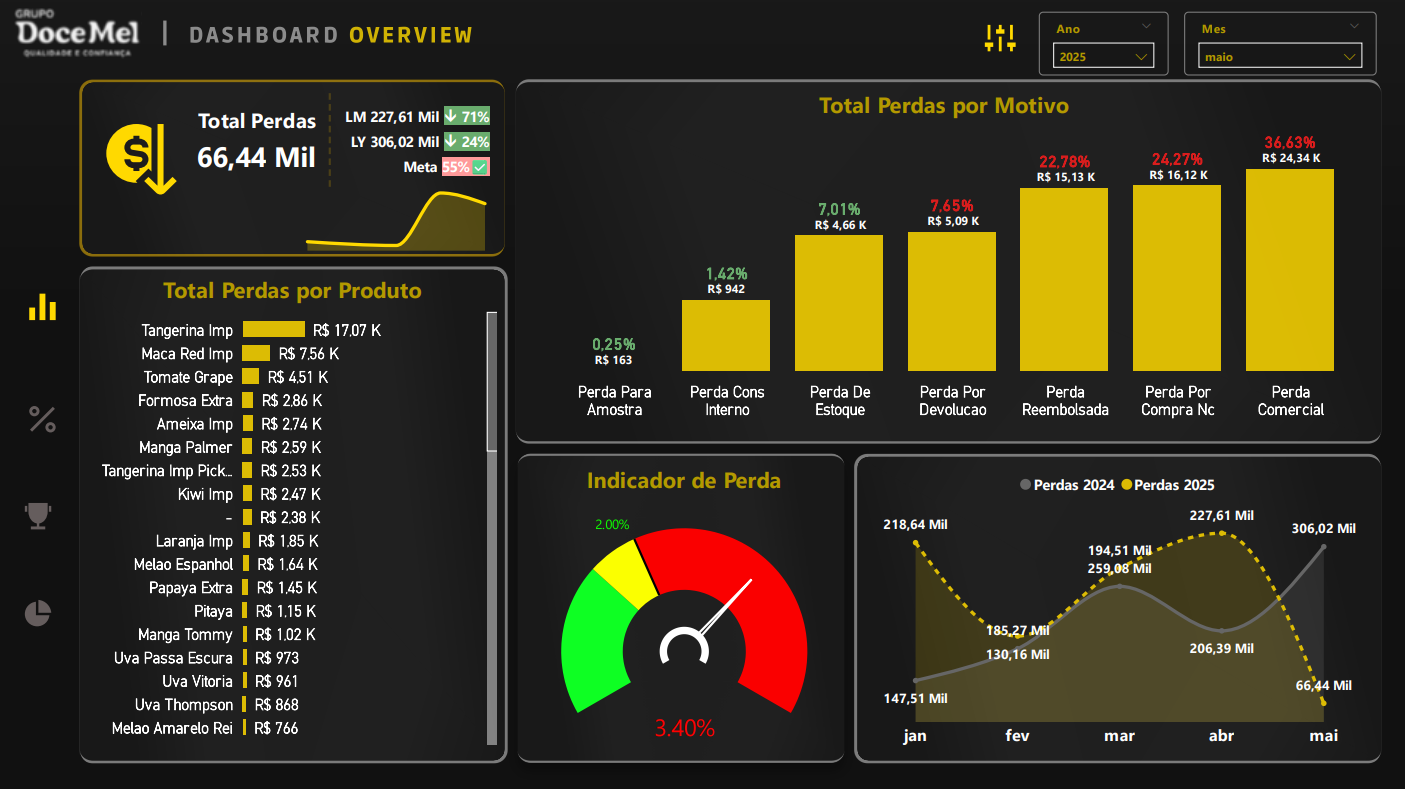 GRUPO
DoceMel
QUALIDADE E CONFIANÇA
| DASHBOARD OVERVIEW
Ano
2025
Mes
maio
Total Perdas
66,44 Mil
LM 227,61 Mil ↓ 71%
LY 306,02 Mil ↓ 24%
Meta 55% ✅
Total Perdas por Motivo
0,25%
R$ 163
1,42%
R$ 942
7,01%
R$ 4,66 K
7,65%
R$ 5,09 K
22,78%
R$ 15,13 K
24,27%
R$ 16,12 K
36,63%
R$ 24,34 K
Perda Para
Amostra
Perda Cons
Interno
Perda De
Estoque
Perda Por
Devolucao
Perda
Reembolsada
Perda Por
Compra Nc
Perda
Comercial
Total Perdas por Produto
Tangerina Imp R$ 17,07 K
Maca Red Imp R$ 7,56 K
Tomate Grape R$ 4,51 K
Formosa Extra R$ 2,86 K
Ameixa Imp R$ 2,74 K
Manga Palmer R$ 2,59 K
Tangerina Imp Pick... R$ 2,53 K
Kiwi Imp R$ 2,47 K
- R$ 2,38 K
Laranja Imp R$ 1,85 K
Melao Espanhol R$ 1,64 K
Papaya Extra R$ 1,45 K
Pitaya R$ 1,15 K
Manga Tommy R$ 1,02 K
Uva Passa Escura R$ 973
Uva Vitoria R$ 961
Uva Thompson R$ 868
Melao Amarelo Rei R$ 766
Indicador de Perda
2.00%
3.40%
Perdas 2024 Perdas 2025
218,64 Mil
147,51 Mil
185,27 Mil
130,16 Mil
194,51 Mil
259,08 Mil
227,61 Mil
206,39 Mil
306,02 Mil
66,44 Mil
jan fev mar abr mai